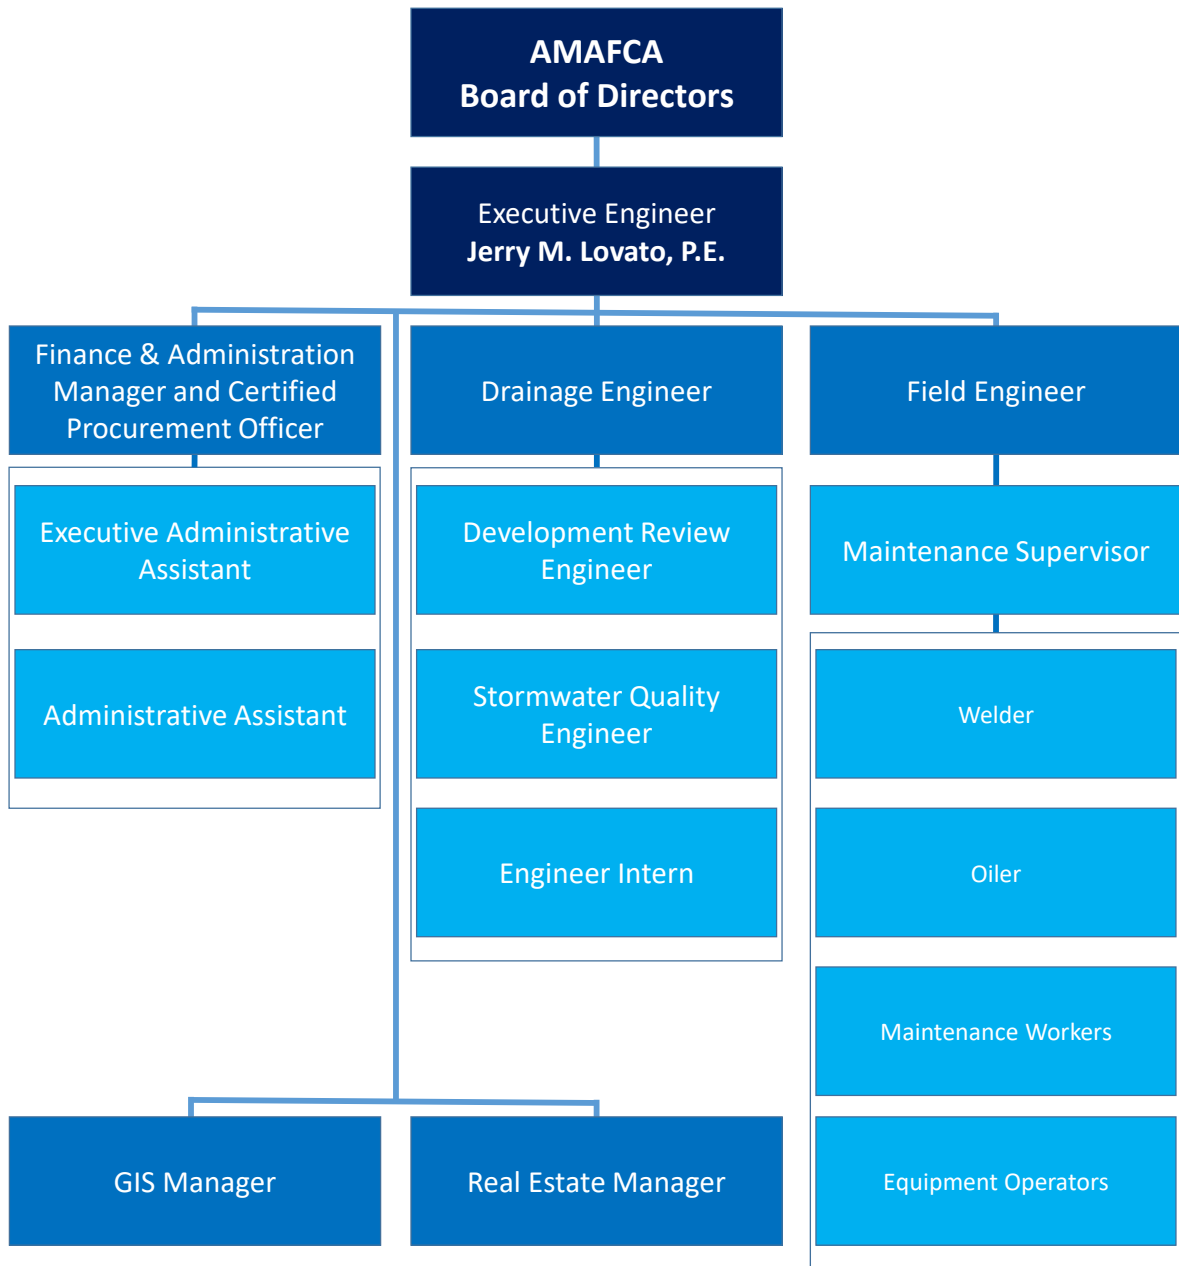 AMAFCA
Board of Directors
Executive Engineer
Jerry M. Lovato, P.E.
Finance & Administration
Manager and Certified
Procurement Officer
Drainage Engineer
Field Engineer
Executive Administrative
Assistant
Development Review
Engineer
Maintenance Supervisor
Administrative Assistant
Stormwater Quality
Engineer
Welder
Engineer Intern
Oiler
Maintenance Workers
GIS Manager
Real Estate Manager
Equipment Operators